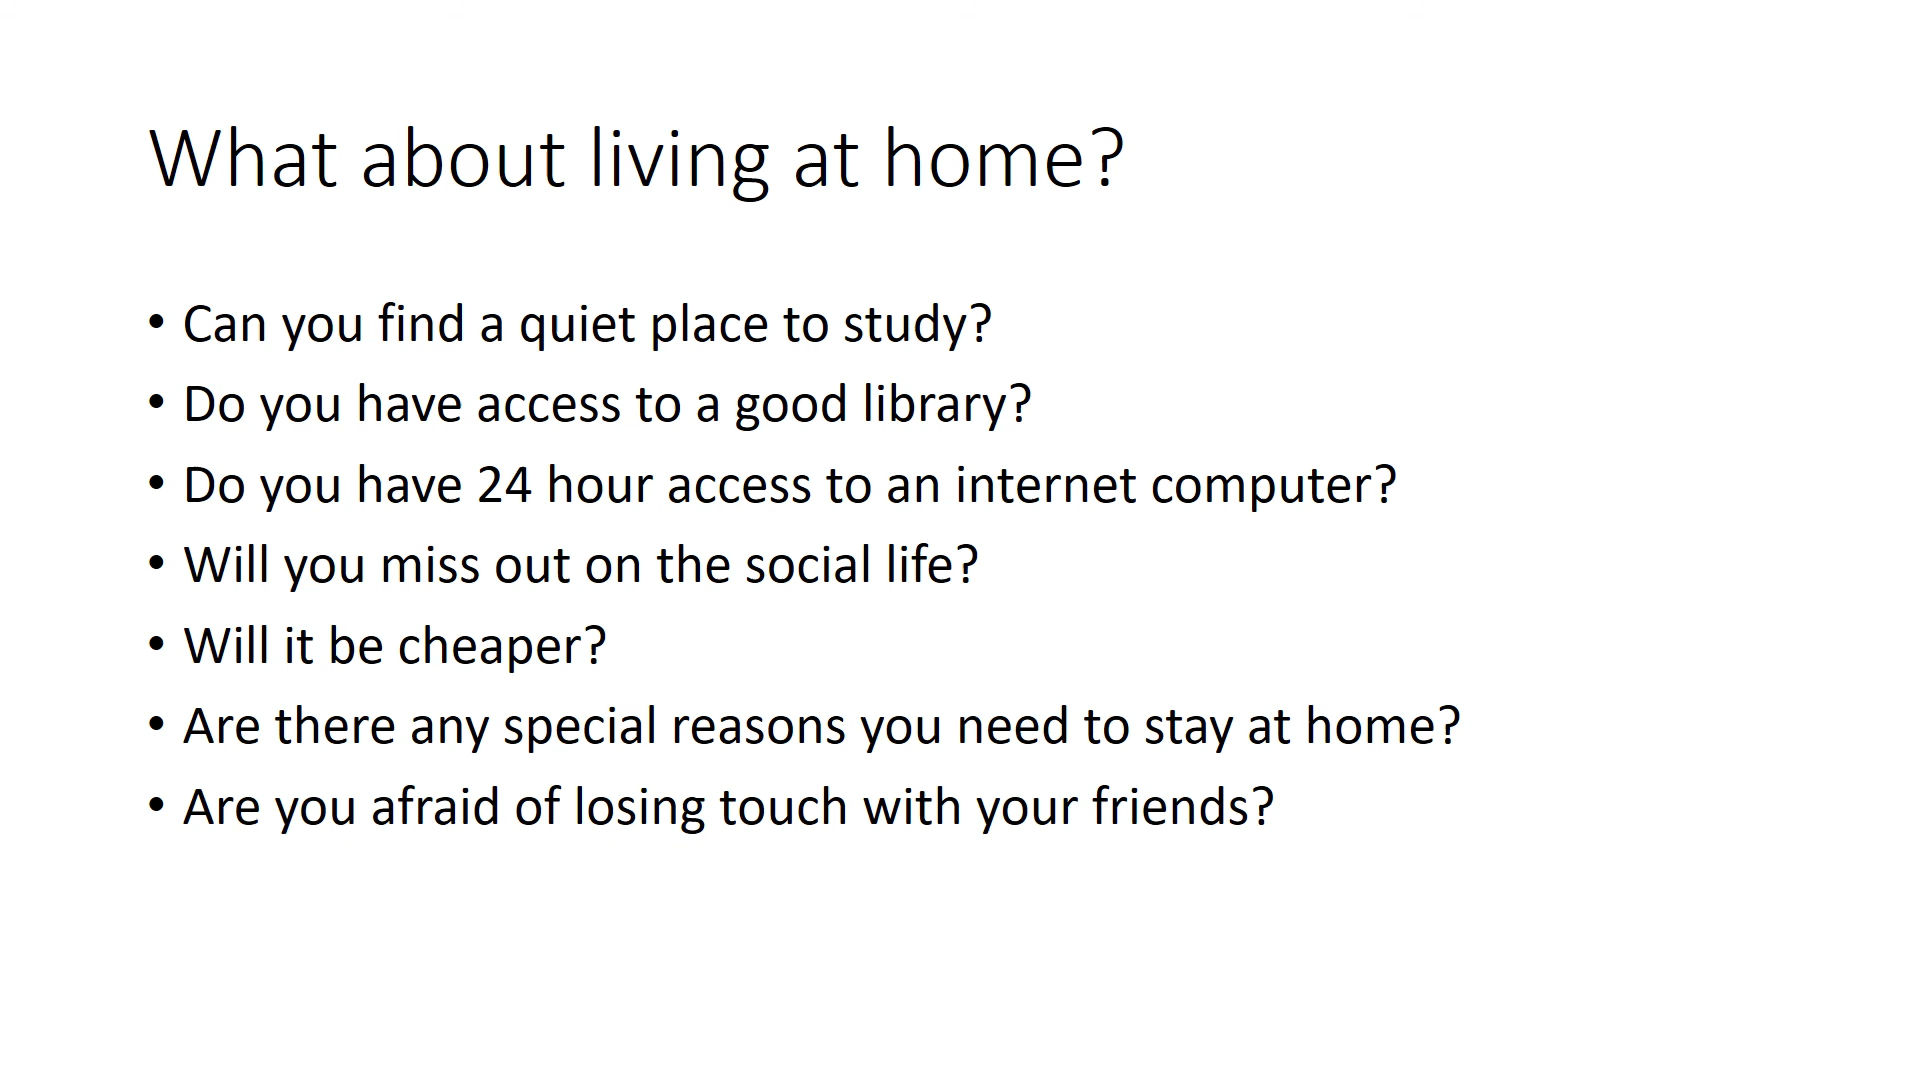 What about living at home?
• Can you find a quiet place to study?
• Do you have access to a good library?
• Do you have 24 hour access to an internet computer?
• Will you miss out on the social life?
• Will it be cheaper?
• Are there any special reasons you need to stay at home?
• Are you afraid of losing touch with your friends?